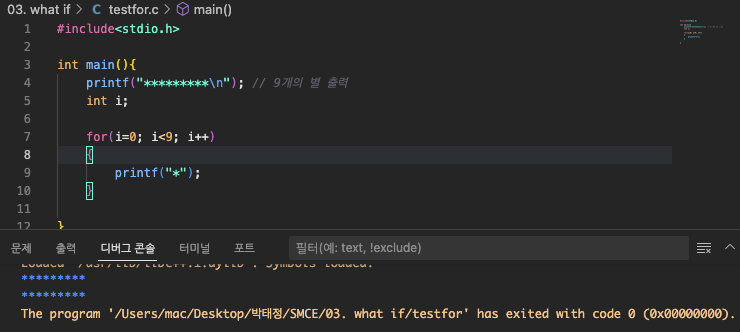 03. what if > C testfor.c > main()
1 #include<stdio.h>
2
3 int main(){
4 printf("*********\n"); // 9개의 별 출력
5 int i;
6
7 for(i=0; i<9; i++)
8 {
9 printf("*");
10 }
11
12 }
문제 출력 디버그 콘솔 터미널 포트 필터(예: text, !exclude)
Loaded '/usr/lib/libc++.1.dylib'. Symbols loaded.
*********
*********
The program '/Users/mac/Desktop/박태정/SMCE/03. what if/testfor' has exited with code 0 (0x00000000).